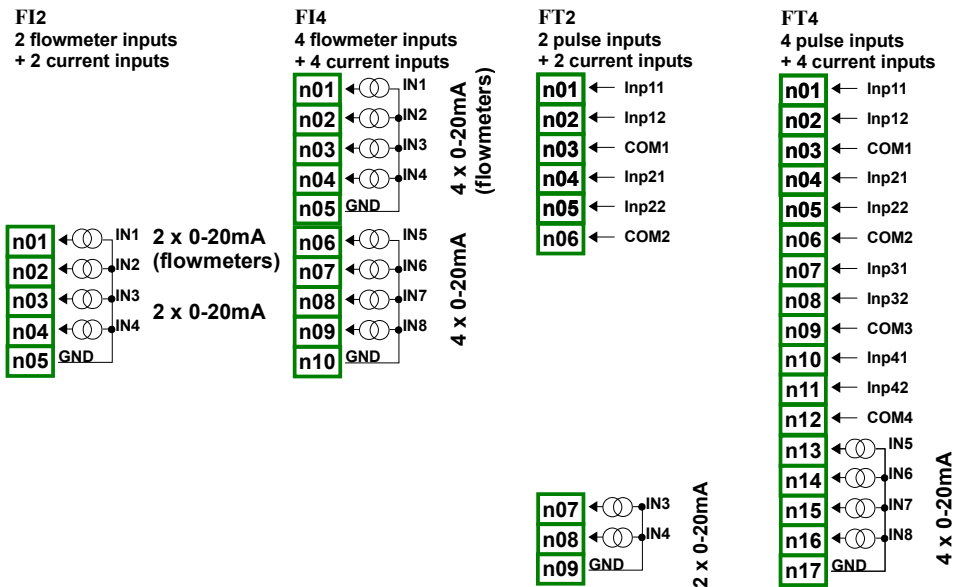 FI2
2 flowmeter inputs
+ 2 current inputs
n01
IN1
n02
IN2
2 x 0-20mA
(flowmeters)
n03
IN3
n04
IN4
2 x 0-20mA
n05
GND
FI4
4 flowmeter inputs
+ 4 current inputs
n01
IN1
n02
IN2
n03
IN3
n04
IN4
n05
GND
4 x 0-20mA
(flowmeters)
n06
IN5
n07
IN6
n08
IN7
n09
IN8
n10
GND
4 x 0-20mA
FT2
2 pulse inputs
+ 2 current inputs
n01 Inp11
n02 Inp12
n03 COM1
n04 Inp21
n05 Inp22
n06 COM2
n07
IN3
n08
IN4
n09
GND
2 x 0-20mA
FT4
4 pulse inputs
+ 4 current inputs
n01 Inp11
n02 Inp12
n03 COM1
n04 Inp21
n05 Inp22
n06 COM2
n07 Inp31
n08 Inp32
n09 COM3
n10 Inp41
n11 Inp42
n12 COM4
n13
IN5
n14
IN6
n15
IN7
n16
IN8
n17
GND
4 x 0-20mA